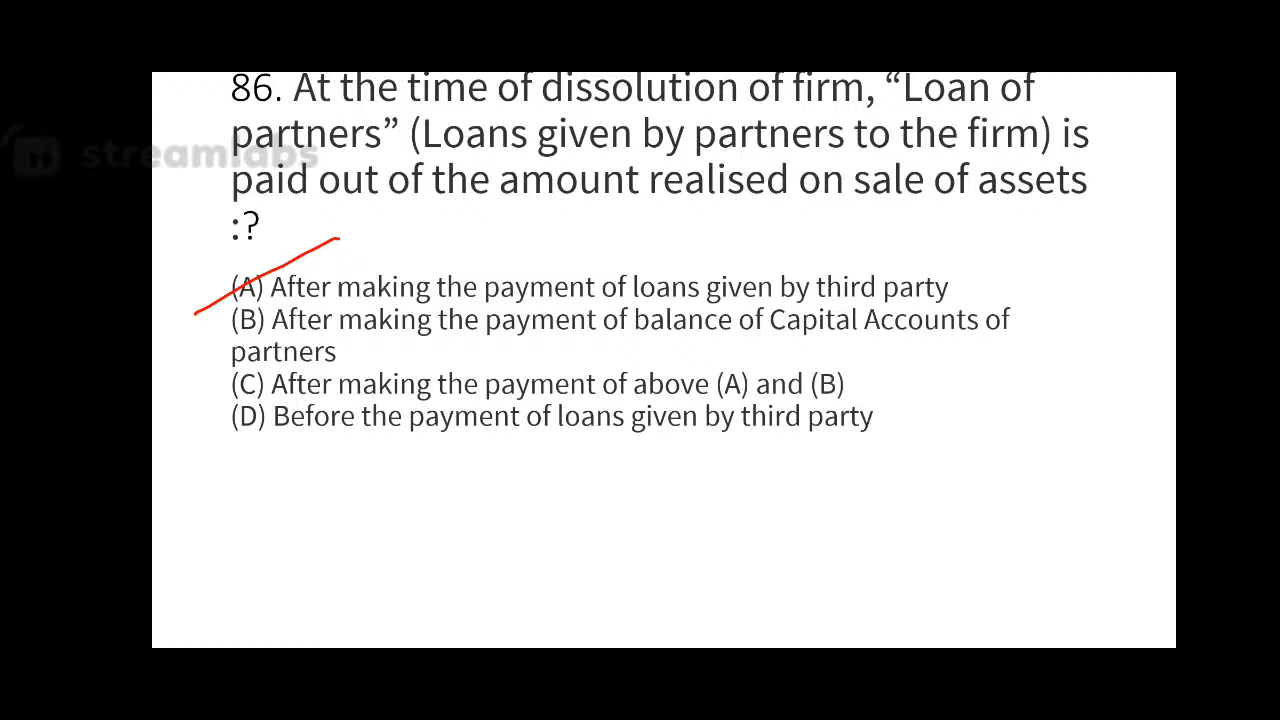 86. At the time of dissolution of firm, “Loan of
partners” (Loans given by partners to the firm) is
streamlabs
paid out of the amount realised on sale of assets
:?
(A) After making the payment of loans given by third party
(B) After making the payment of balance of Capital Accounts of
partners
(C) After making the payment of above (A) and (B)
(D) Before the payment of loans given by third party